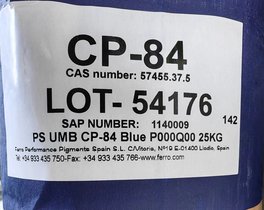 CP-84
CAS number: 57455.37.5
LOT- 54176
SAP NUMBER: 1140009
142
PS UMB CP-84 Blue P000Q00 25KG
Ferro Perfomance Pigments Spain S.L. C/Vitoria, Nº19 E-01400 Llodio, Spain
Tel +34 933 435 750-Fax: +34 933 435 766-www.ferro.com